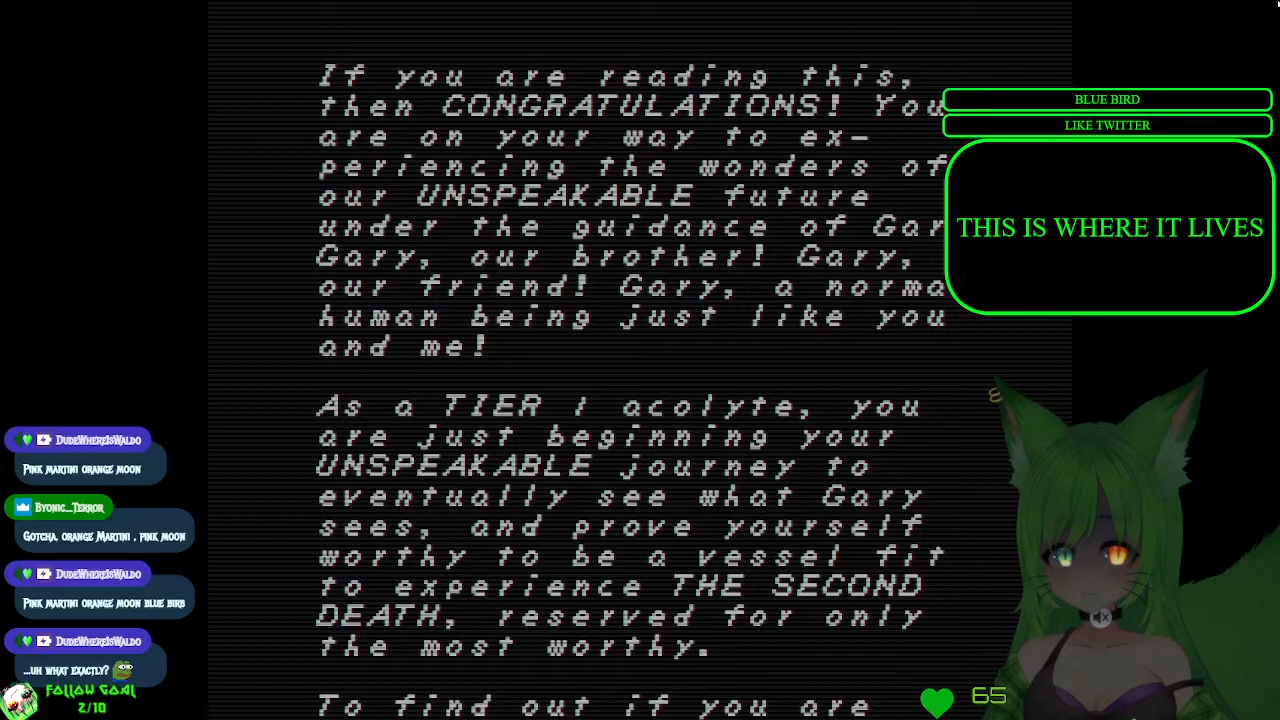 If you are reading this,
then CONGRATULATIONS! You
are on your way to ex-
periencing the wonders of
our UNSPEAKABLE future
under the guidance of Gar
Gary, our brother! Gary,
our friend! Gary, a norma
human being just like you
and me!
As a TIER 1 acolyte, you
are just beginning your
UNSPEAKABLE journey to
eventually see what Gary
sees, and prove yourself
worthy to be a vessel fit
to experience THE SECOND
DEATH, reserved for only
the most worthy.
To find out if you are
BLUE BIRD
LIKE TWITTER
THIS IS WHERE IT LIVES
DudeWhereIsWaldo
Pink martini orange moon
Byonic_Terror
Gotcha, orange Martini , pink moon
DudeWhereIsWaldo
Pink martini orange moon blue birb
DudeWhereIsWaldo
...uh what exactly?
Follow Goal
2/10
65